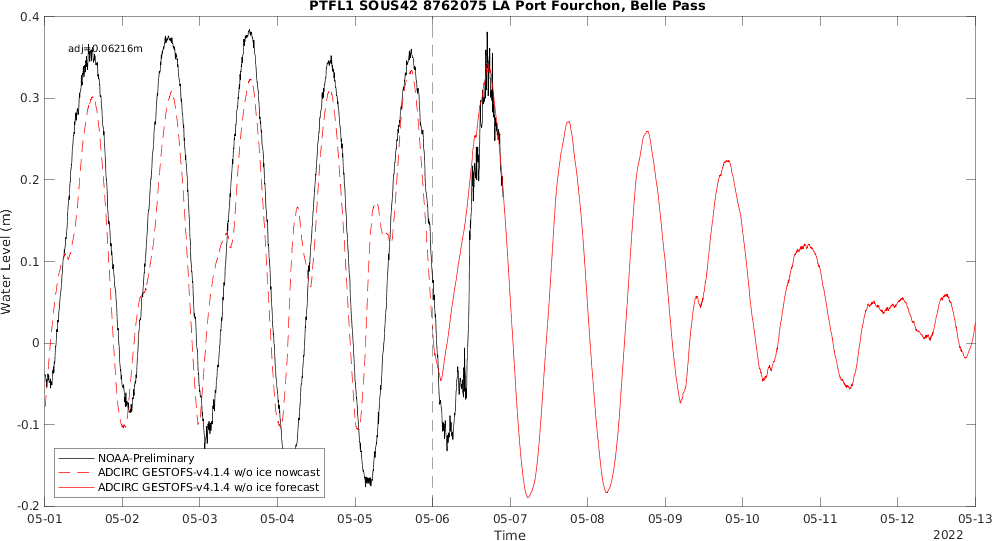 PTFL1 SOUS42 8762075 LA Port Fourchon, Belle Pass
adj=0.06216m
Water Level (m)
0.4
0.3
0.2
0.1
0
-0.1
-0.2
NOAA-Preliminary
ADCIRC GESTOFS-v4.1.4 w/o ice nowcast
ADCIRC GESTOFS-v4.1.4 w/o ice forecast
05-01 05-02 05-03 05-04 05-05 05-06 05-07 05-08 05-09 05-10 05-11 05-12 05-13
Time
2022